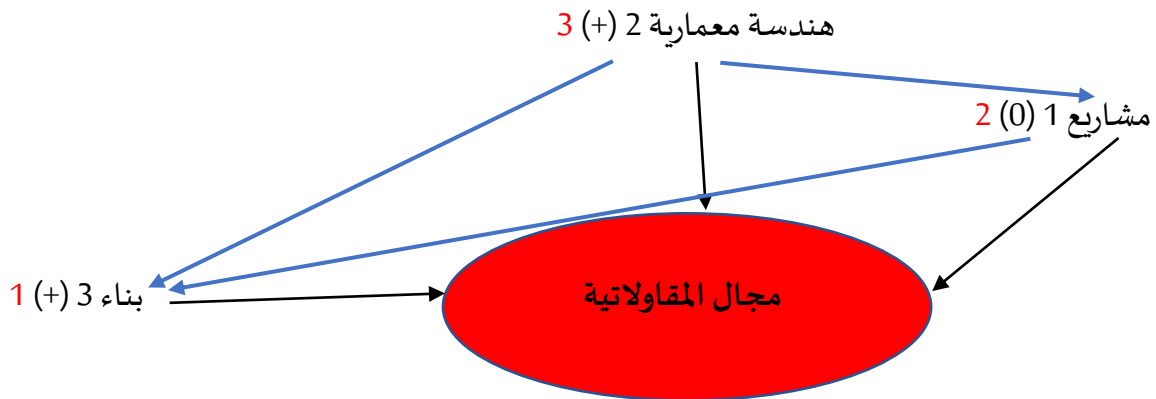 هندسة معمارية 2 (+) 3
مشاريع 1 (0) 2
بناء 3 (+) 1
مجال المقاولاتية